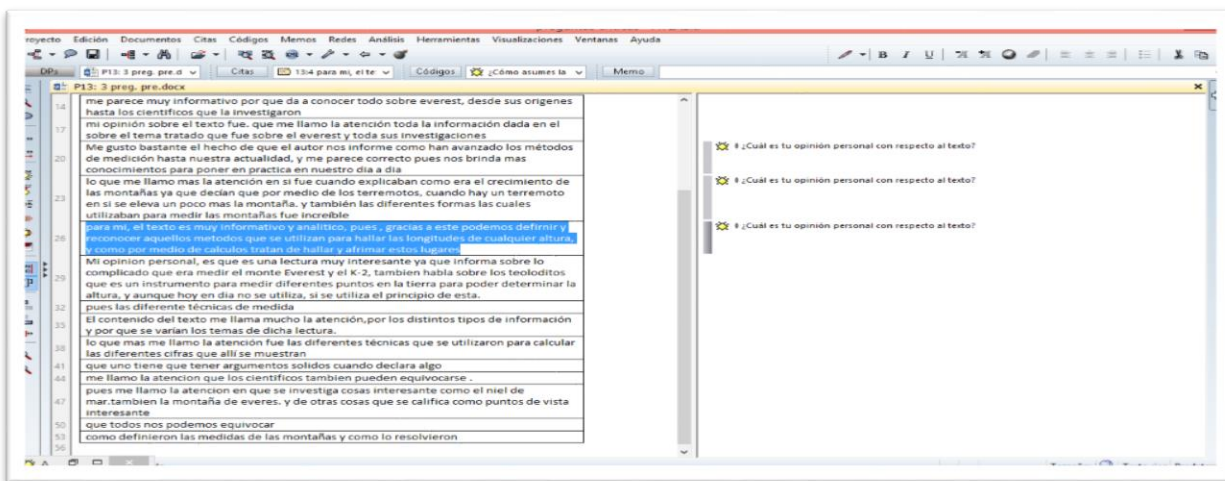 royecto Edición Documentos Citas Códigos Memos Redes Análisis Herramientas Visualizaciones Ventanas Ayuda
B I U
DPs P13: 3 preg. pre.d Citas 13:4 para mi, el te Códigos ¿Cómo asumes la Memo
P13: 3 preg. pre.docx
14 me parece muy informativo por que da a conocer todo sobre everest, desde sus origenes
hasta los cientificos que la investigaron
17 mi opinión sobre el texto fue. que me llamo la atención toda la información dada en el
sobre el tema tratado que fue sobre el everest y toda sus investigaciones
20 Me gusto bastante el hecho de que el autor nos informe como han avanzado los métodos
de medición hasta nuestra actualidad, y me parece correcto pues nos brinda mas
conocimientos para poner en practica en nuestro dia a dia
23 lo que me llamo mas la atención en si fue cuando explicaban como era el crecimiento de
las montañas ya que decían que por medio de los terremotos, cuando hay un terremoto
en si se eleva un poco mas la montaña. y también las diferentes formas las cuales
utilizaban para medir las montañas fue increíble
26 para mi, el texto es muy informativo y analitico, pues , gracias a este podemos defirnir y
reconocer aquellos metodos que se utilizan para hallar las longitudes de cualquier altura,
y como por medio de calculos tratan de hallar y afrimar estos lugares
29 Mi opinion personal, es que es una lectura muy interesante ya que informa sobre lo
complicado que era medir el monte Everest y el K-2, tambien habla sobre los teoloditos
que es un instrumento para medir diferentes puntos en la tierra para poder determinar la
altura, y aunque hoy en dia no se utiliza, si se utiliza el principio de esta.
32 pues las diferente técnicas de medida
35 El contenido del texto me llama mucho la atención,por los distintos tipos de información
y por que se varían los temas de dicha lectura.
38 lo que mas me llamo la atención fue las diferentes técnicas que se utilizaron para calcular
las diferentes cifras que allí se muestran
41 que uno tiene que tener argumentos solidos cuando declara algo
44 me llamo la atencion que los científicos tambien pueden equivocarse .
47 pues me llamo la atencion en que se investiga cosas interesante como el niel de
mar.tambien la montaña de everes. y de otras cosas que se califica como puntos de vista
interesante
50 que todos nos podemos equivocar
53 como definieron las medidas de las montañas y como lo resolvieron
56
¿Cuál es tu opinión personal con respecto al texto?
¿Cuál es tu opinión personal con respecto al texto?
¿Cuál es tu opinión personal con respecto al texto?